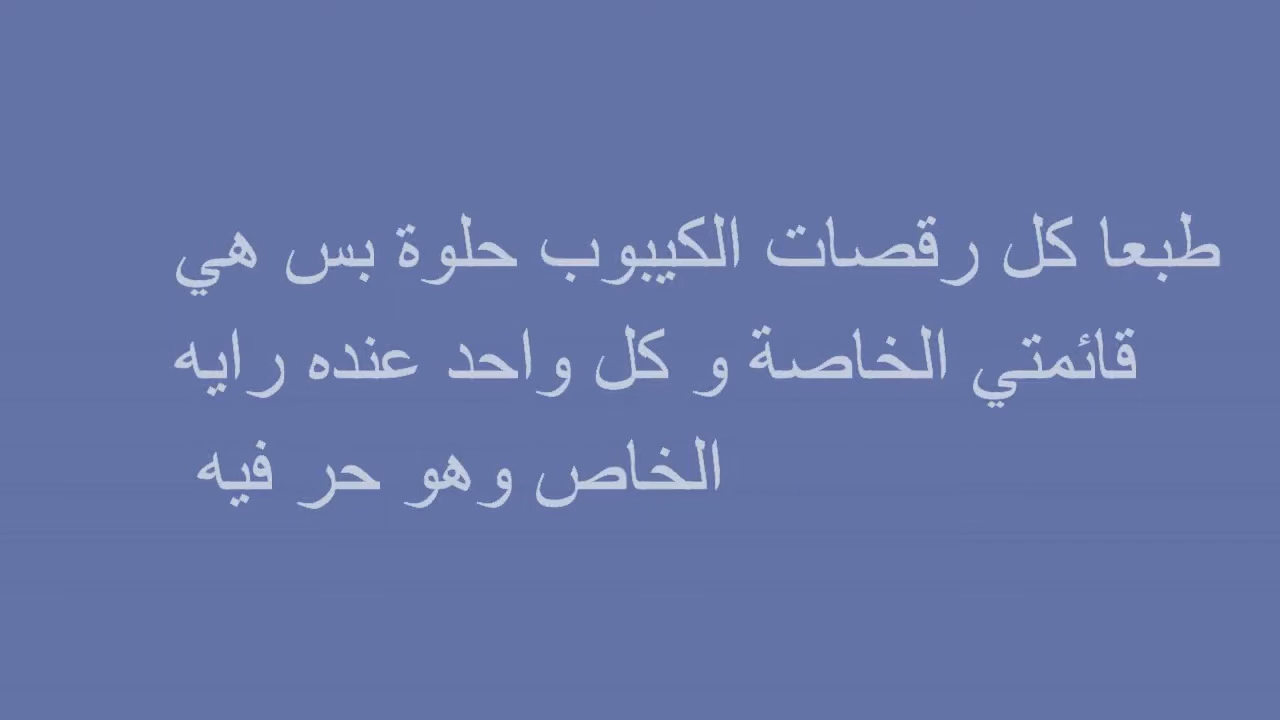 طبعا كل رقصات الكيبوب حلوة بس هي
قائمتي الخاصة و كل واحد عنده رايه
الخاص وهو حر فيه